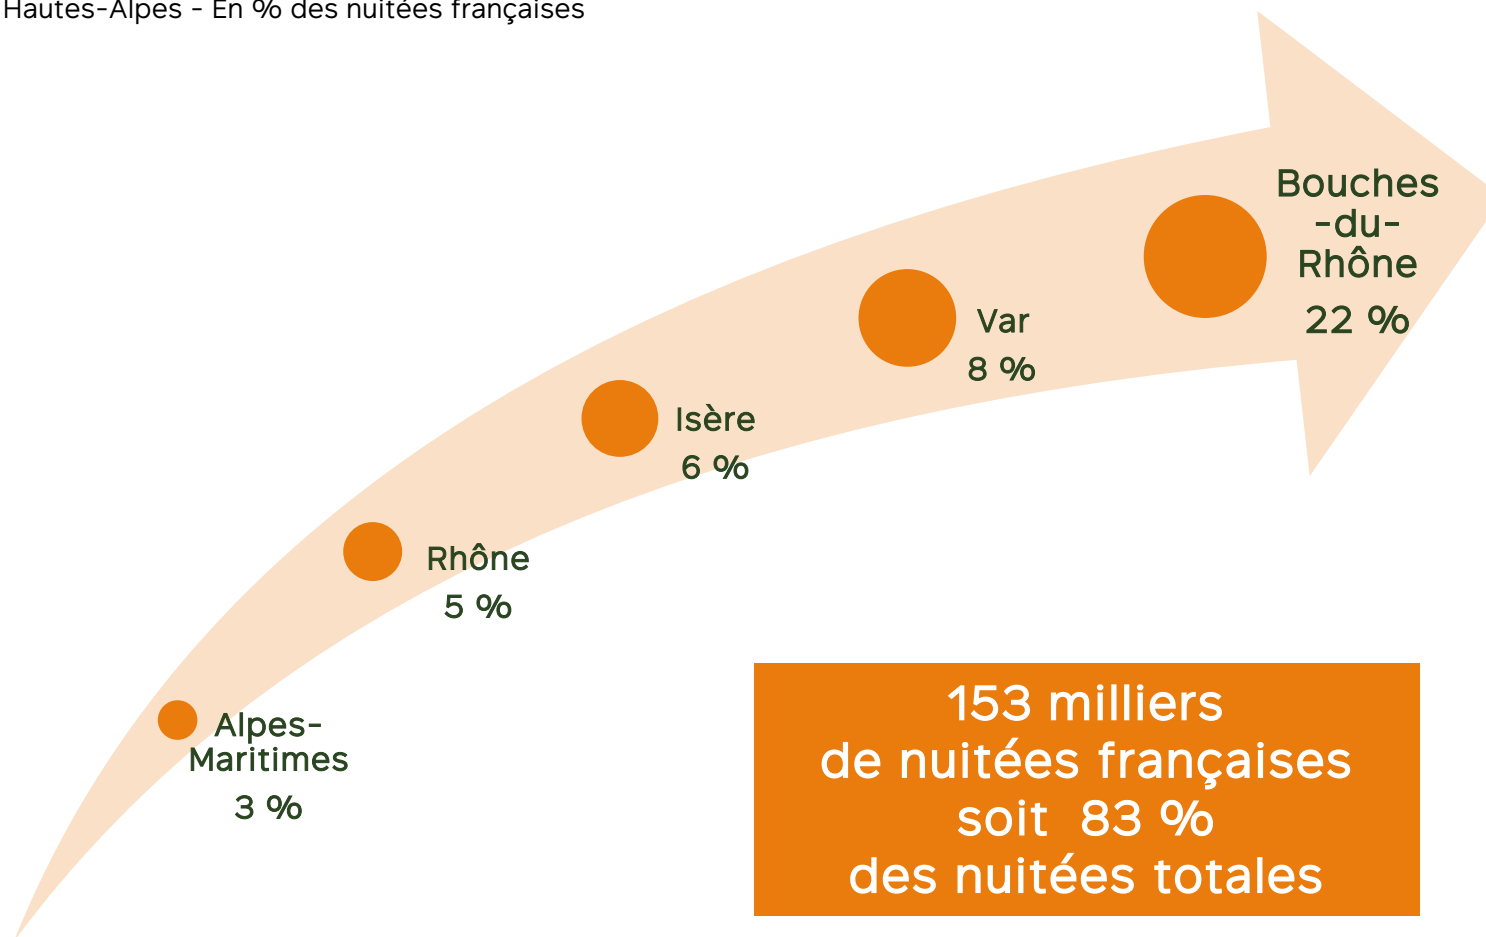 Hautes-Alpes - En % des nuitées françaises
Bouches
-du-
Rhône
22 %
Var
8 %
Isère
6 %
Rhône
5 %
Alpes-
Maritimes
3 %
153 milliers
de nuitées françaises
soit 83 %
des nuitées totales